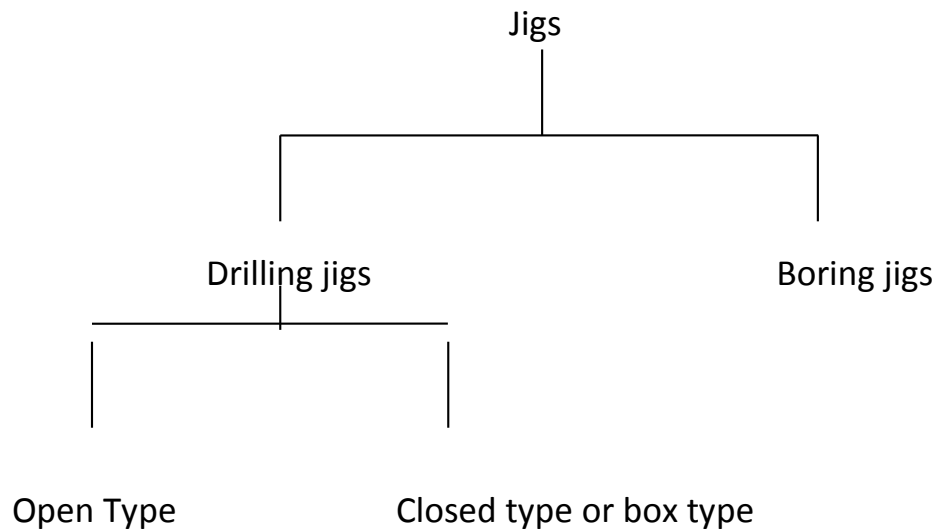 Jigs
Drilling jigs
Boring jigs
Open Type
Closed type or box type